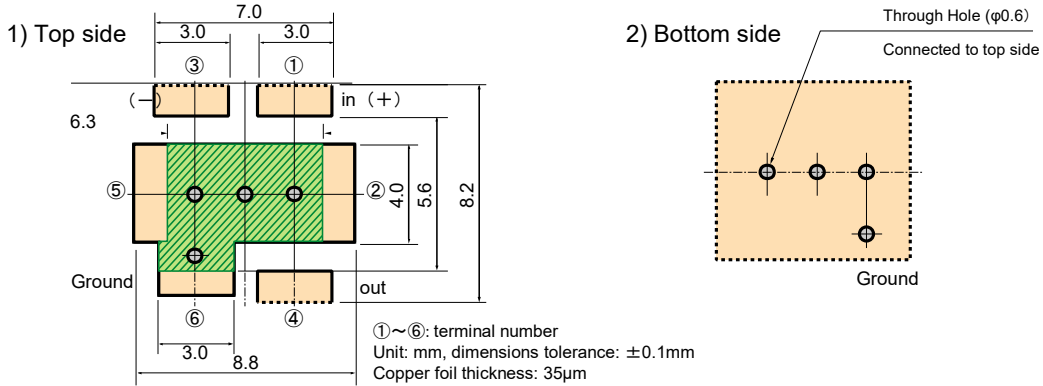 7.0
1) Top side
3.0
3.0
③
①
(－)
in (＋)
6.3
⑤
②
4.0
5.6
8.2
Ground
out
⑥
④
3.0
8.8
①～⑥: terminal number
Unit: mm, dimensions tolerance: ±0.1mm
Copper foil thickness: 35μm
2) Bottom side
Through Hole (φ0.6)
Connected to top side
Ground